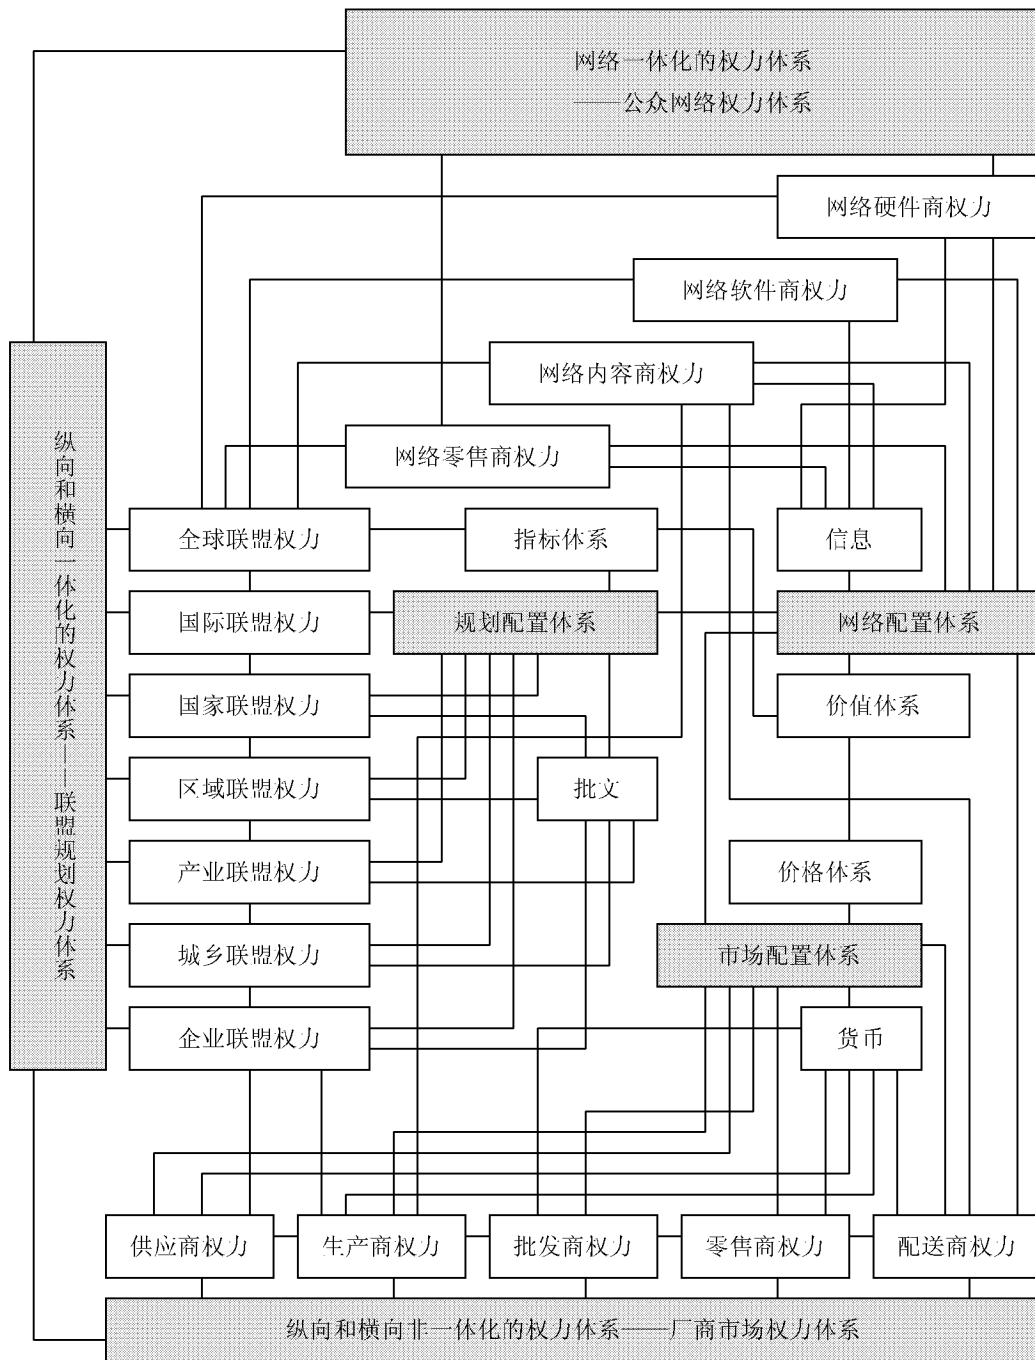 网络一体化的权力体系
——公众网络权力体系
网络硬件商权力
网络软件商权力
网络内容商权力
网络零售商权力
纵向和横向一体化的权力体系——联盟规划权力体系
全球联盟权力
指标体系
信息
国际联盟权力
规划配置体系
网络配置体系
国家联盟权力
价值体系
区域联盟权力
批文
产业联盟权力
价格体系
城乡联盟权力
市场配置体系
企业联盟权力
货币
供应商权力
生产商权力
批发商权力
零售商权力
配送商权力
纵向和横向非一体化的权力体系——厂商市场权力体系